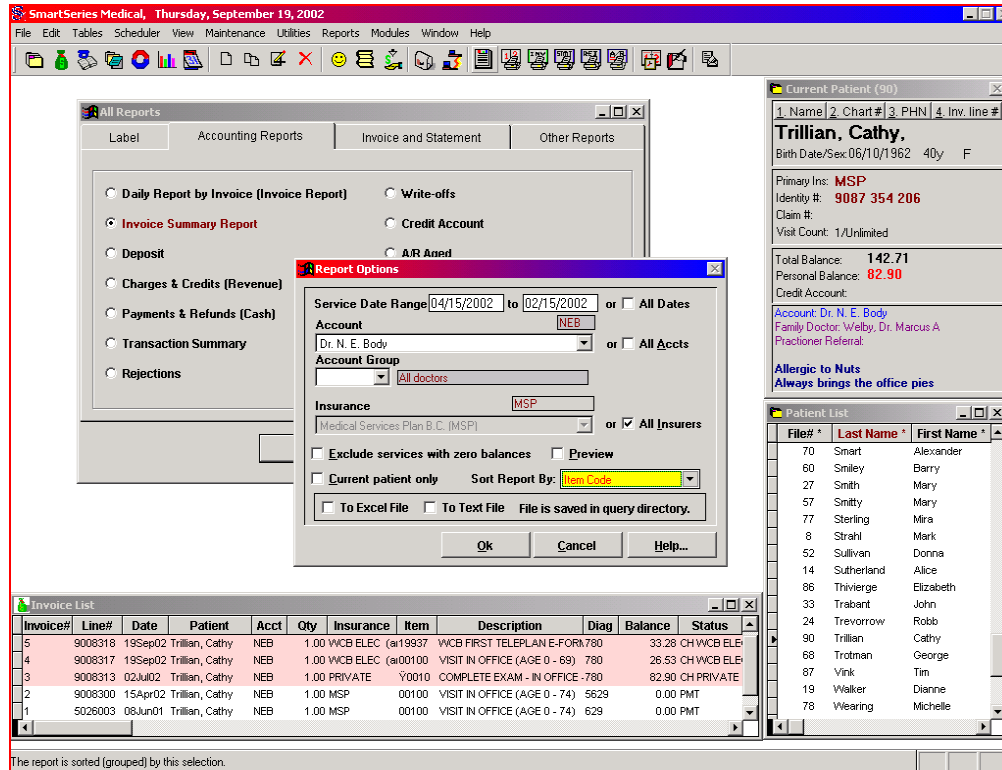 SmartSeries Medical, Thursday, September 19, 2002
File Edit Tables Scheduler View Maintenance Utilities Reports Modules Window Help
All Reports
Label Accounting Reports Invoice and Statement Other Reports
Daily Report by Invoice (Invoice Report) Write-offs
Invoice Summary Report Credit Account
Deposit A/R Aged
Charges & Credits (Revenue)
Payments & Refunds (Cash)
Transaction Summary
Rejections
Report Options
Service Date Range 04/15/2002 to 02/15/2002 or All Dates
Account NEB
Dr. N. E. Body or All Accts
Account Group
All doctors
Insurance MSP
Medical Services Plan B.C. (MSP) or All Insurers
Exclude services with zero balances Preview
Current patient only Sort Report By: Item Code
To Excel File To Text File File is saved in query directory.
Ok Cancel Help...
Current Patient (90)
1. Name 2. Chart # 3. PHN 4. Inv. line #
Trillian, Cathy,
Birth Date/Sex: 06/10/1962 40y F
Primary Ins: MSP
Identity #: 9087 354 206
Claim #:
Visit Count: 1/Unlimited
Total Balance: 142.71
Personal Balance: 82.90
Credit Account:
Account: Dr. N. E. Body
Family Doctor: Welby, Dr. Marcus A
Practioner Referral:
Allergic to Nuts
Always brings the office pies
Patient List
File# * Last Name * First Name *
70 Smart Alexander
60 Smiley Barry
27 Smith Mary
57 Smitty Mary
77 Sterling Mira
8 Strahl Mark
52 Sullivan Donna
14 Sutherland Alice
86 Thivierge Elizabeth
33 Trabant John
24 Trevorrow Robb
90 Trillian Cathy
68 Trotman George
87 Vink Tim
19 Walker Dianne
78 Wearing Michelle
Invoice List
Invoice# Line# Date Patient Acct Qty Insurance Item Description Diag Balance Status
5 9008318 19Sep02 Trillian, Cathy NEB 1.00 WCB ELEC (ar 19937 WCB FIRST TELEPLAN E-FORM 780 33.28 CH WCB ELE
4 9008317 19Sep02 Trillian, Cathy NEB 1.00 WCB ELEC (ar 00100 VISIT IN OFFICE (AGE 0 - 69) 780 26.53 CH WCB ELE
3 9008313 02Jul02 Trillian, Cathy NEB 1.00 PRIVATE Ÿ0010 COMPLETE EXAM - IN OFFICE - 780 82.90 CH PRIVATE
2 9008300 15Apr02 Trillian, Cathy NEB 1.00 MSP 00100 VISIT IN OFFICE (AGE 0 - 74) 5629 0.00 PMT
1 5026003 08Jun01 Trillian, Cathy NEB 1.00 MSP 00100 VISIT IN OFFICE (AGE 0 - 74) 629 0.00 PMT
The report is sorted (grouped) by this selection.